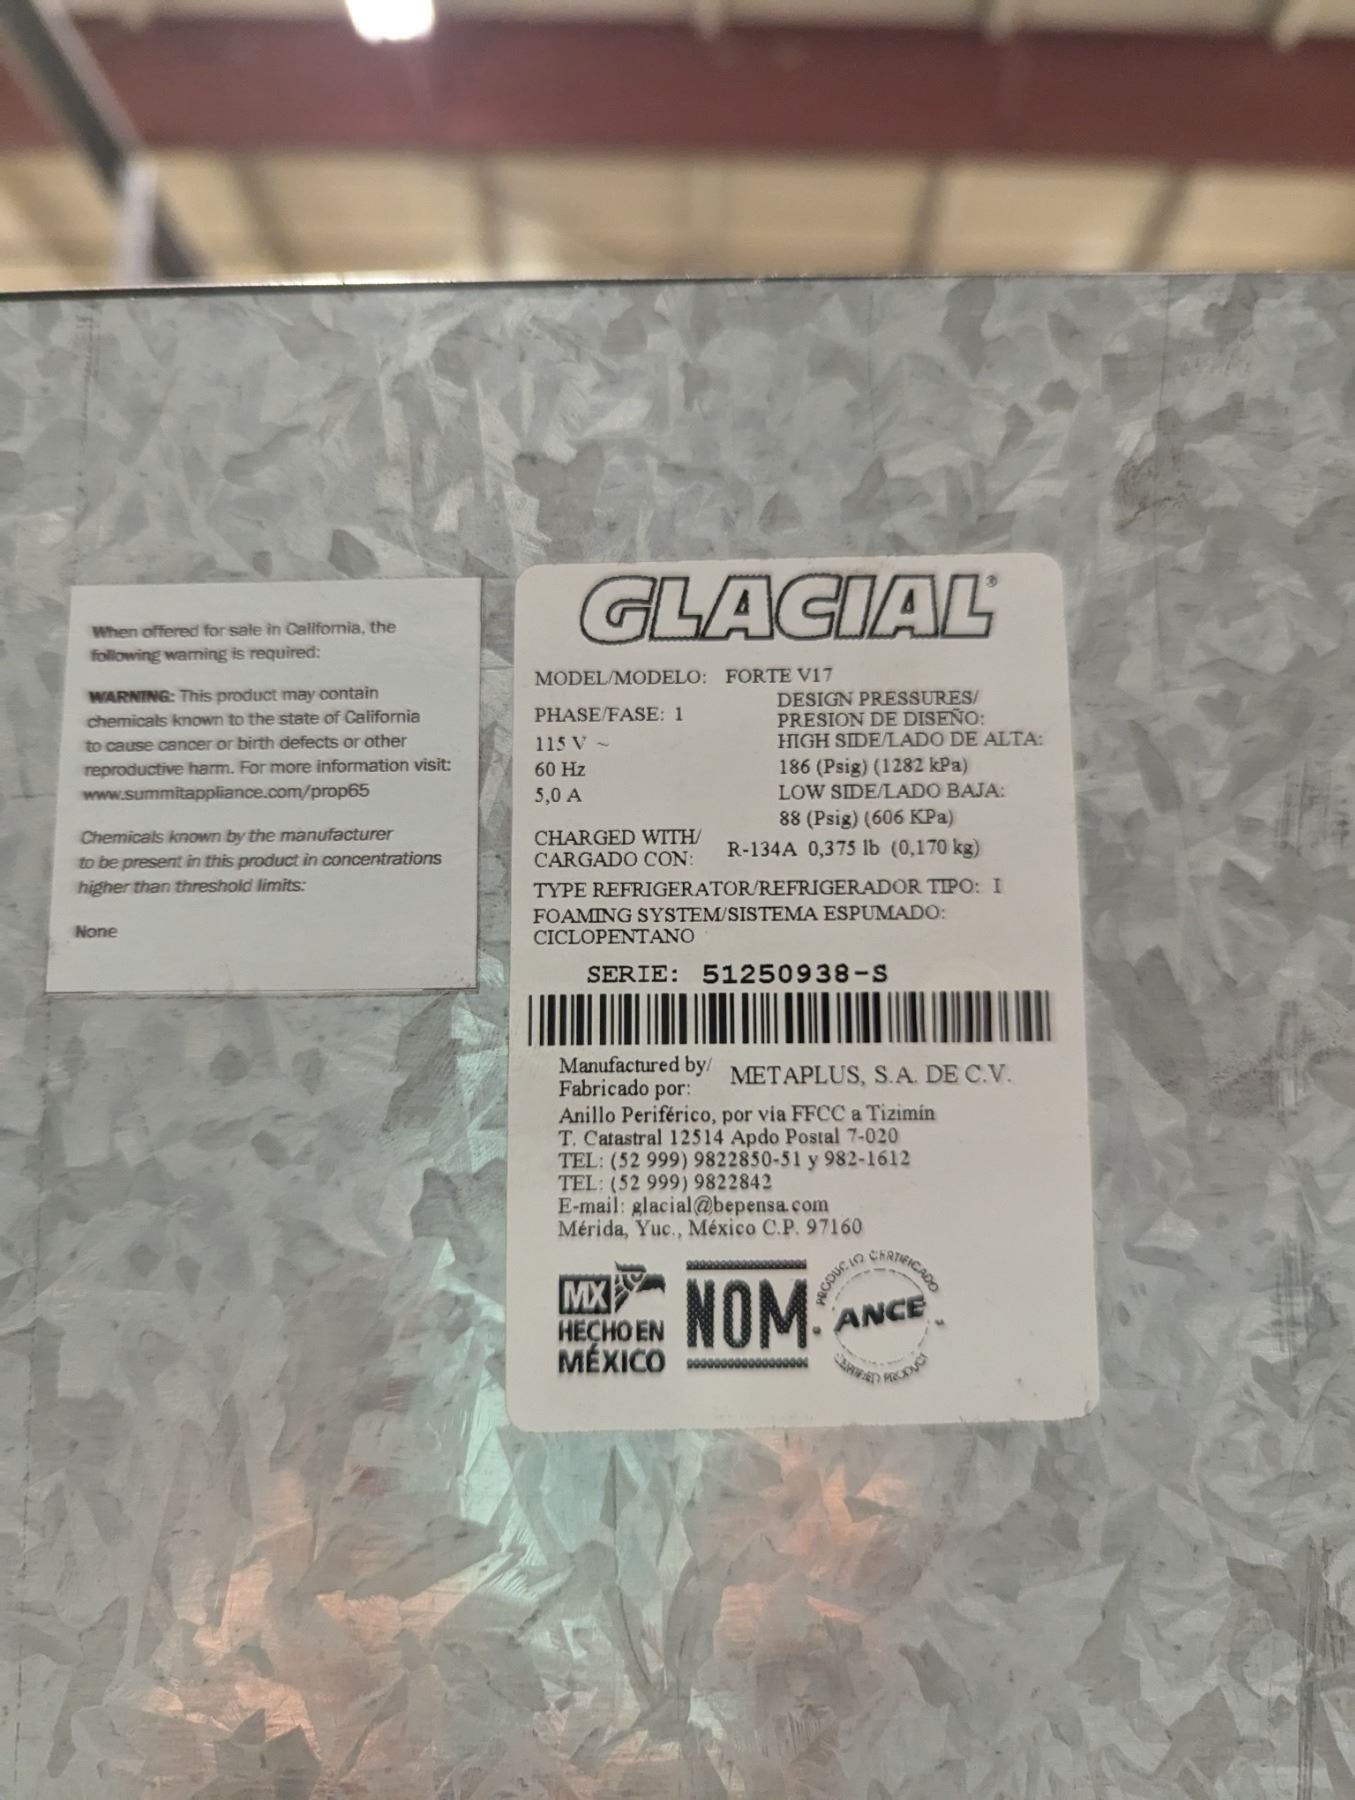 When offered for sale in California, the
following warning is required:
WARNING: This product may contain
chemicals known to the state of California
to cause cancer or birth defects or other
reproductive harm. For more information visit:
www.summitappliance.com/prop65
Chemicals known by the manufacturer
to be present in this product in concentrations
higher than threshold limits:
None
GLACIAL®
MODEL/MODELO: FORTE V17
PHASE/FASE: 1
115 V ~
60 Hz
5,0 A
DESIGN PRESSURES/
PRESION DE DISEÑO:
HIGH SIDE/LADO DE ALTA:
186 (Psig) (1282 kPa)
LOW SIDE/LADO BAJA:
88 (Psig) (606 KPa)
CHARGED WITH/
CARGADO CON: R-134A 0,375 lb (0,170 kg)
TYPE REFRIGERATOR/REFRIGERADOR TIPO: I
FOAMING SYSTEM/SISTEMA ESPUMADO:
CICLOPENTANO
SERIE: 51250938-S
Manufactured by/
Fabricado por: METAPLUS, S.A. DE C.V.
Anillo Periférico, por vía FFCC a Tizimín
T. Catastral 12514 Apdo Postal 7-020
TEL: (52 999) 9822850-51 y 982-1612
TEL: (52 999) 9822842
E-mail: glacial@bepensa.com
Mérida, Yuc., México C.P. 97160
MX
HECHO EN
MÉXICO
NOM
PRODUCTO CERTIFICADO
ANCE
CERTIFIED PRODUCT